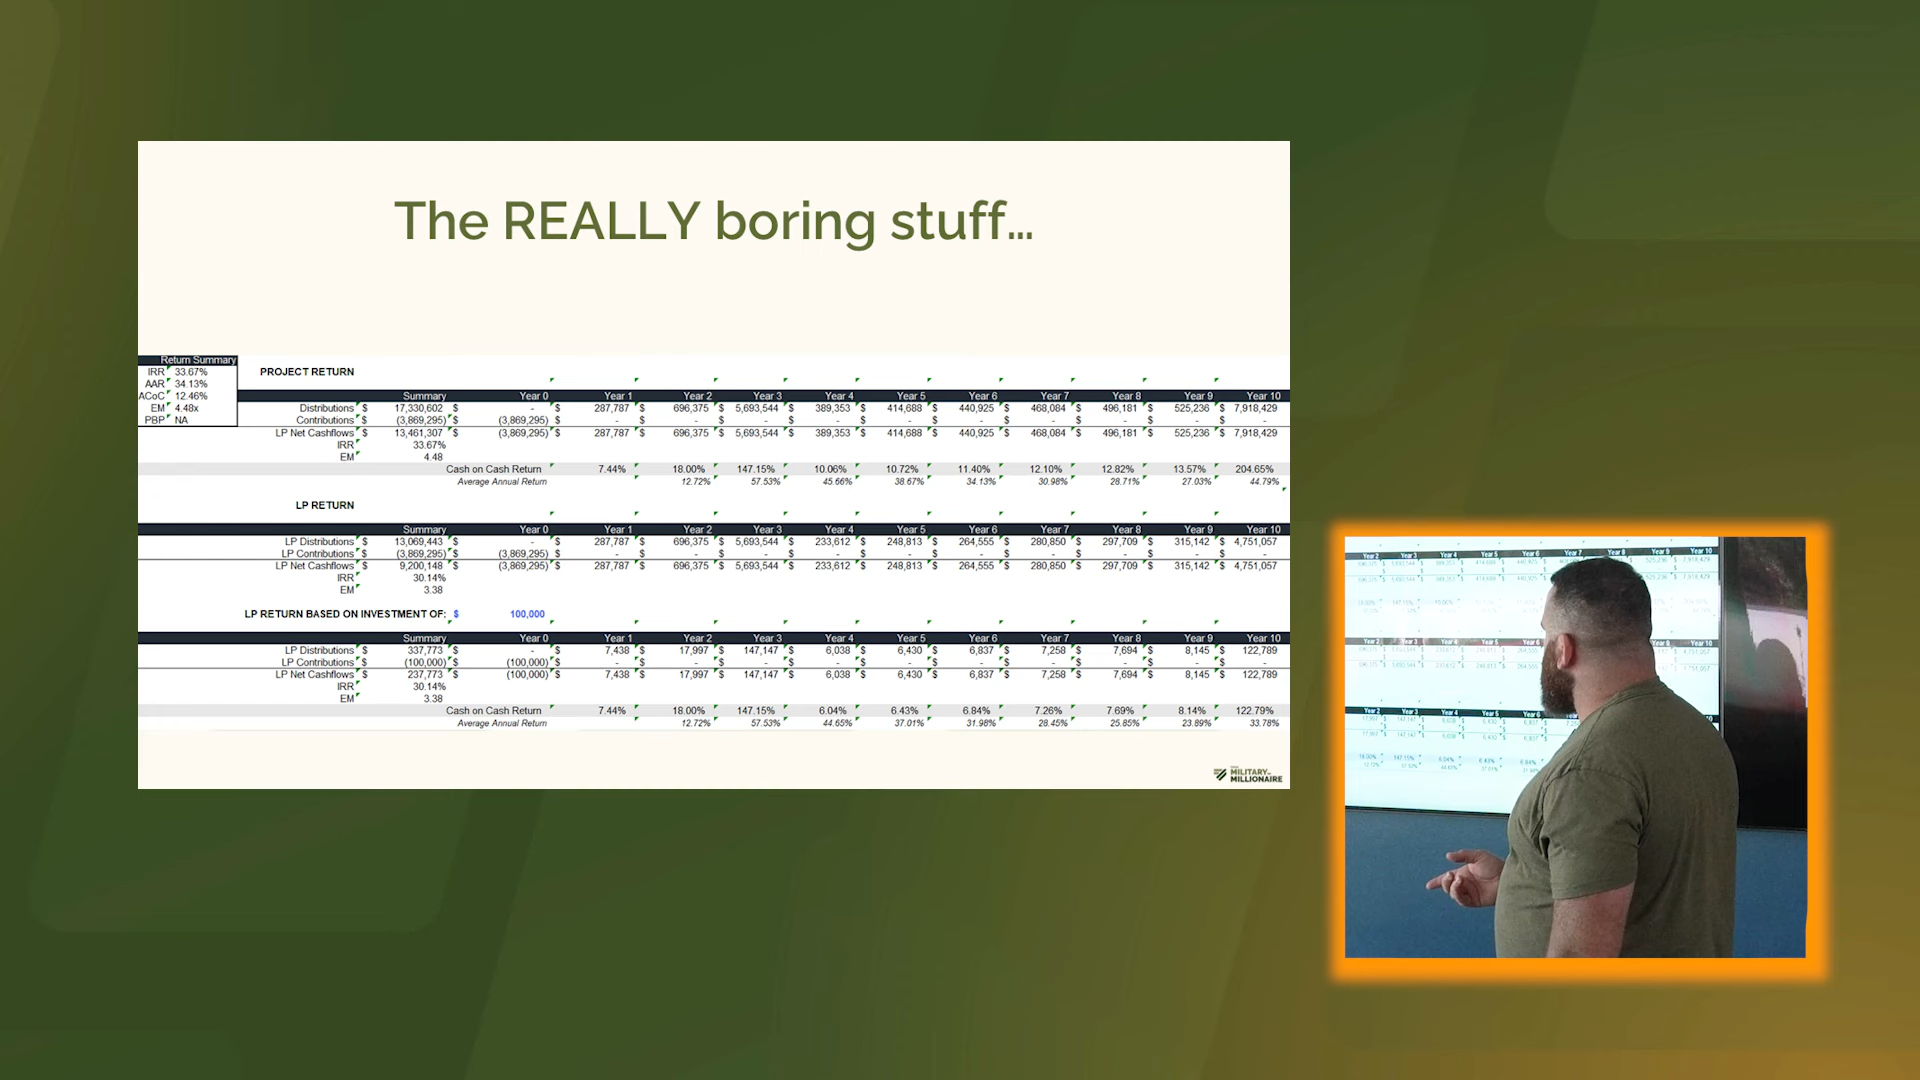 The REALLY boring stuff...
Return Summary
IRR 33.67%
AAR 34.13%
ACoC 12.46%
EM 4.48x
PBP NA
PROJECT RETURN
Summary Year 0 Year 1 Year 2 Year 3 Year 4 Year 5 Year 6 Year 7 Year 8 Year 9 Year 10
Distributions $ 17,330,602 $ - $ 287,787 $ 696,375 $ 5,693,544 $ 389,353 $ 414,688 $ 440,925 $ 468,084 $ 496,181 $ 525,236 $ 7,918,429
Contributions $ (3,869,295) $ (3,869,295) $ - $ - $ - $ - $ - $ - $ - $ - $ - $ -
LP Net Cashflows $ 13,461,307 $ (3,869,295) $ 287,787 $ 696,375 $ 5,693,544 $ 389,353 $ 414,688 $ 440,925 $ 468,084 $ 496,181 $ 525,236 $ 7,918,429
IRR 33.67%
EM 4.48
Cash on Cash Return 7.44% 18.00% 147.15% 10.06% 10.72% 11.40% 12.10% 12.82% 13.57% 204.65%
Average Annual Return 12.72% 57.53% 45.66% 38.67% 34.13% 30.98% 28.71% 27.03% 44.79%
LP RETURN
Summary Year 0 Year 1 Year 2 Year 3 Year 4 Year 5 Year 6 Year 7 Year 8 Year 9 Year 10
LP Distributions $ 13,069,443 $ - $ 287,787 $ 696,375 $ 5,693,544 $ 233,612 $ 248,813 $ 264,555 $ 280,850 $ 297,709 $ 315,142 $ 4,751,057
LP Contributions $ (3,869,295) $ (3,869,295) $ - $ - $ - $ - $ - $ - $ - $ - $ - $ -
LP Net Cashflows $ 9,200,148 $ (3,869,295) $ 287,787 $ 696,375 $ 5,693,544 $ 233,612 $ 248,813 $ 264,555 $ 280,850 $ 297,709 $ 315,142 $ 4,751,057
IRR 30.14%
EM 3.38
LP RETURN BASED ON INVESTMENT OF: $ 100,000
Summary Year 0 Year 1 Year 2 Year 3 Year 4 Year 5 Year 6 Year 7 Year 8 Year 9 Year 10
LP Distributions $ 337,773 $ - $ 7,438 $ 17,997 $ 147,147 $ 6,038 $ 6,430 $ 6,837 $ 7,258 $ 7,694 $ 8,145 $ 122,789
LP Contributions $ (100,000) $ (100,000) $ - $ - $ - $ - $ - $ - $ - $ - $ - $ -
LP Net Cashflows $ 237,773 $ (100,000) $ 7,438 $ 17,997 $ 147,147 $ 6,038 $ 6,430 $ 6,837 $ 7,258 $ 7,694 $ 8,145 $ 122,789
IRR 30.14%
EM 3.38
Cash on Cash Return 7.44% 18.00% 147.15% 6.04% 6.43% 6.84% 7.26% 7.69% 8.14% 122.79%
Average Annual Return 12.72% 57.53% 44.65% 37.01% 31.98% 28.45% 25.85% 23.89% 33.78%
MILITARY
MILLIONAIRE